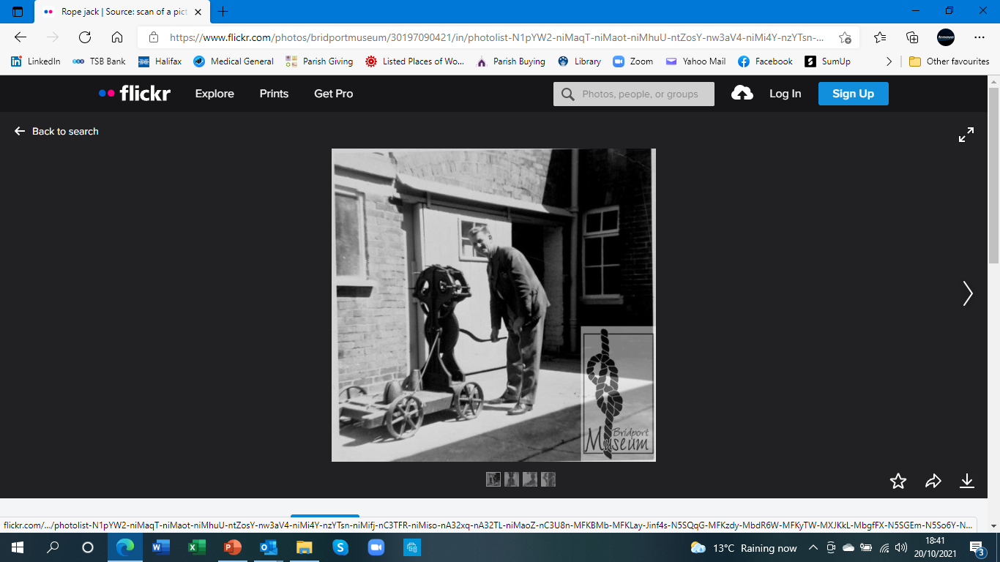 Rope jack | Source: scan of a pict
https://www.flickr.com/photos/bridportmuseum/30197090421/in/photolist-N1pYW2-niMaqT-niMaot-niMhuU-ntZosY-nw3aV4-niMi4Y-nzYTsn-...
LinkedIn TSB Bank Halifax Medical General Parish Giving Listed Places of Wo... Parish Buying Library Zoom Yahoo Mail Facebook SumUp Other favourites
flickr Explore Prints Get Pro Photos, people, or groups Log In Sign Up
Back to search
Bridport
Museum
flickr.com/.../photolist-N1pYW2-niMaqT-niMaot-niMhuU-ntZosY-nw3aV4-niMi4Y-nzYTsn-niMifj-nC3TFR-niMiso-nA32xq-nA32TL-niMaoZ-nC3U8n-MFKBMb-MFKLay-Jinf4s-N5SQqG-MFKzdy-MbdR6W-MFKyTW-MXJKkL-MbgfFX-N5SGEm-N5So6Y-N...
13°C Raining now
18:41
20/10/2021
3